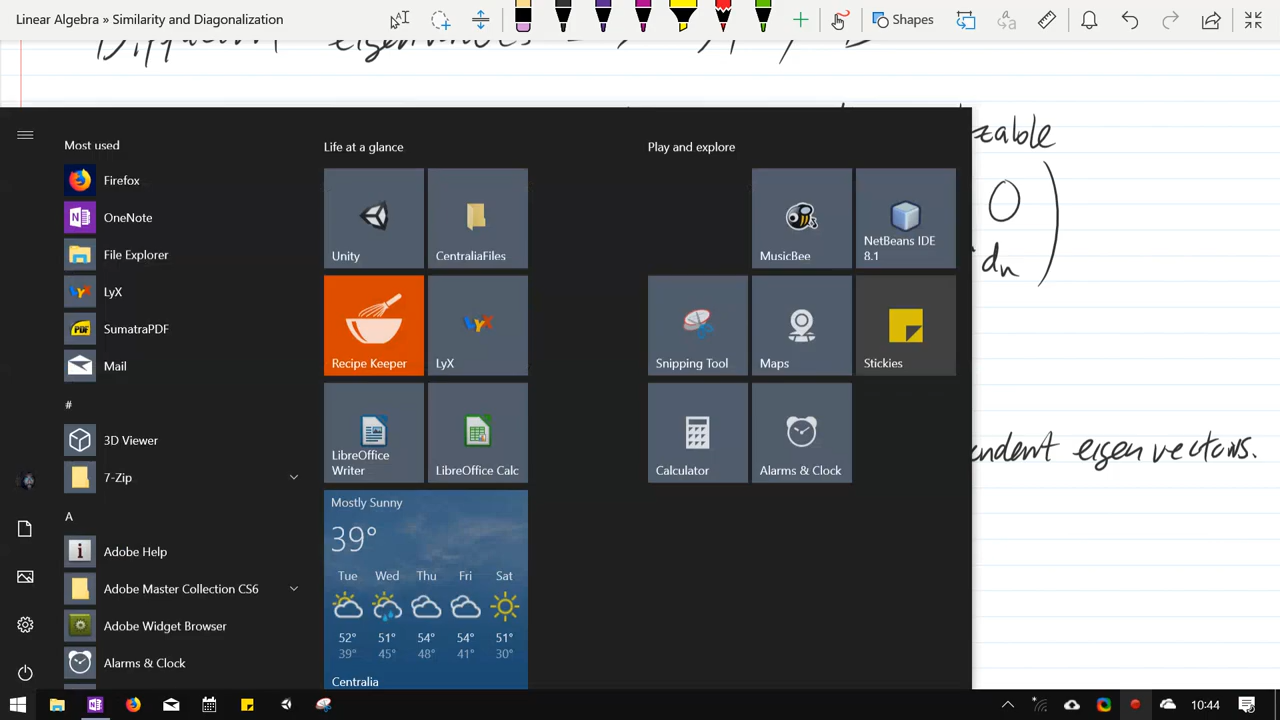 Linear Algebra » Similarity and Diagonalization
Shapes
eigenvalues
zable
0
dn
endent eigenvectors.
Most used
Firefox
OneNote
File Explorer
LyX
SumatraPDF
Mail
#
3D Viewer
7-Zip
A
Adobe Help
Adobe Master Collection CS6
Adobe Widget Browser
Alarms & Clock
Life at a glance
Unity
CentraliaFiles
Recipe Keeper
LyX
LibreOffice Writer
LibreOffice Calc
Mostly Sunny
39°
Tue Wed Thu Fri Sat
52° 51° 54° 54° 51°
39° 45° 48° 41° 30°
Centralia
Play and explore
MusicBee
NetBeans IDE 8.1
Snipping Tool
Maps
Stickies
Calculator
Alarms & Clock
10:44